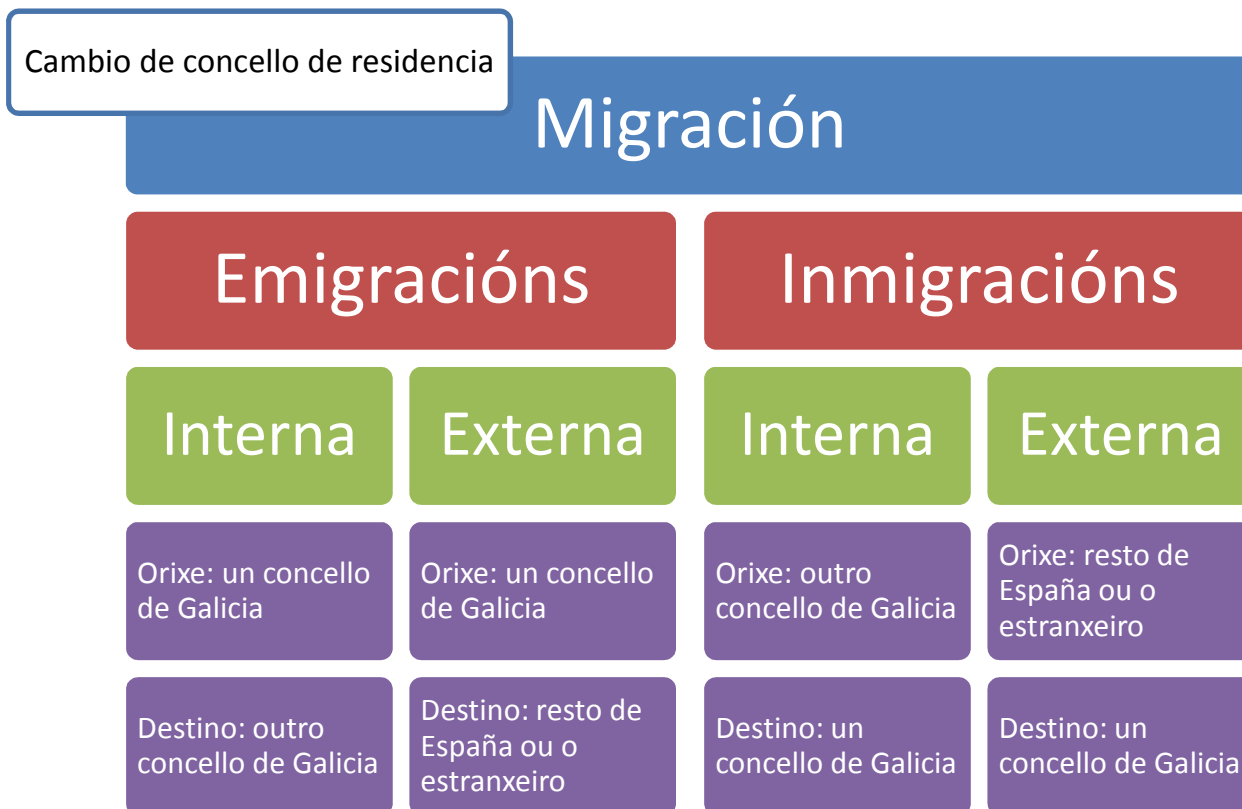 Cambio de concello de residencia
Migración
Emigracións
Inmigracións
Interna
Externa
Interna
Externa
Orixe: un concello
de Galicia
Orixe: un concello
de Galicia
Orixe: outro
concello de Galicia
Orixe: resto de
España ou o
estranxeiro
Destino: outro
concello de Galicia
Destino: resto de
España ou o
estranxeiro
Destino: un
concello de Galicia
Destino: un
concello de Galicia